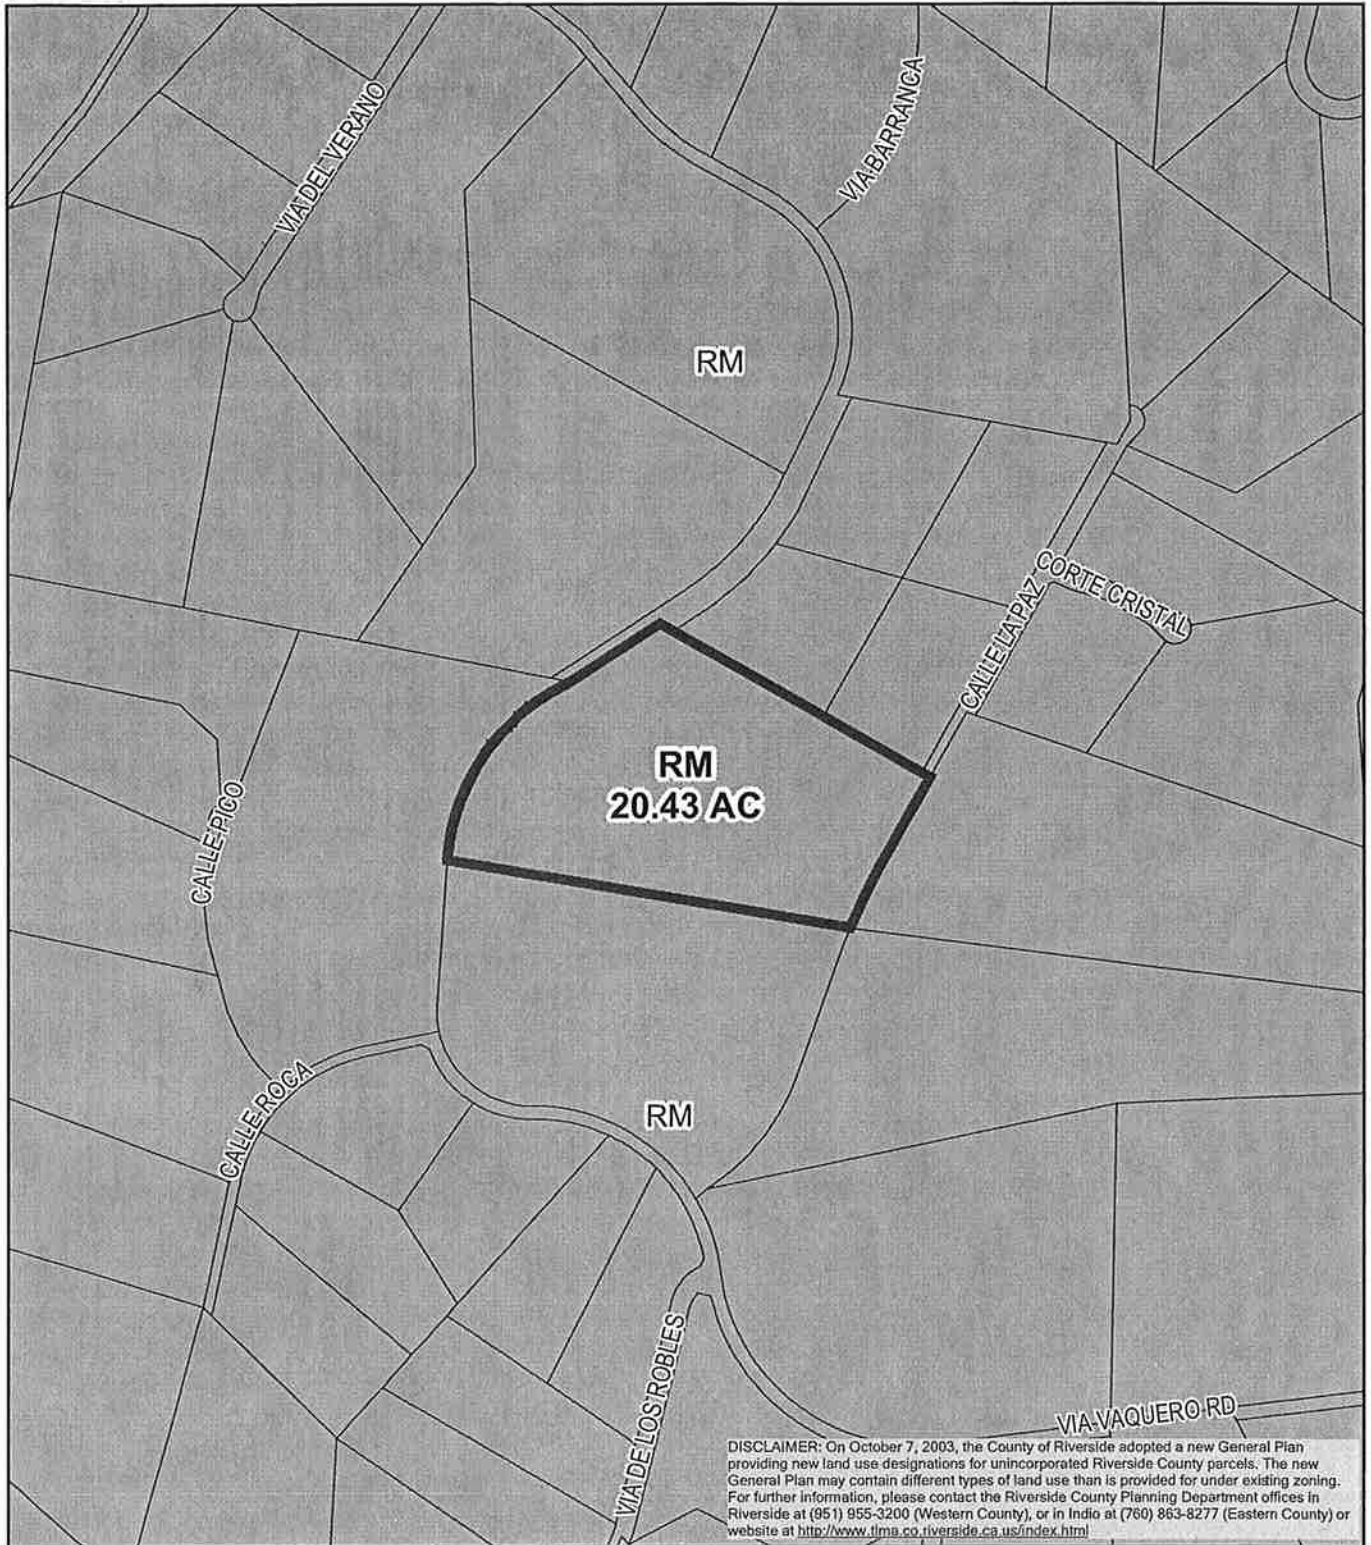 VIA DEL VERANO
VIA BARRANCA
RM
CORTE CRISTAL
CALLE LA PAZ
RM
20.43 AC
CALLE PICO
CALLE ROCA
RM
VIA DE LOS ROBLES
VIA VAQUERO RD
DISCLAIMER: On October 7, 2003, the County of Riverside adopted a new General Plan
providing new land use designations for unincorporated Riverside County parcels. The new
General Plan may contain different types of land use than is provided for under existing zoning.
For further information, please contact the Riverside County Planning Department offices in
Riverside at (951) 955-3200 (Western County), or in Indio at (760) 863-8277 (Eastern County) or
website at http://www.tlma.co.riverside.ca.us/index.html